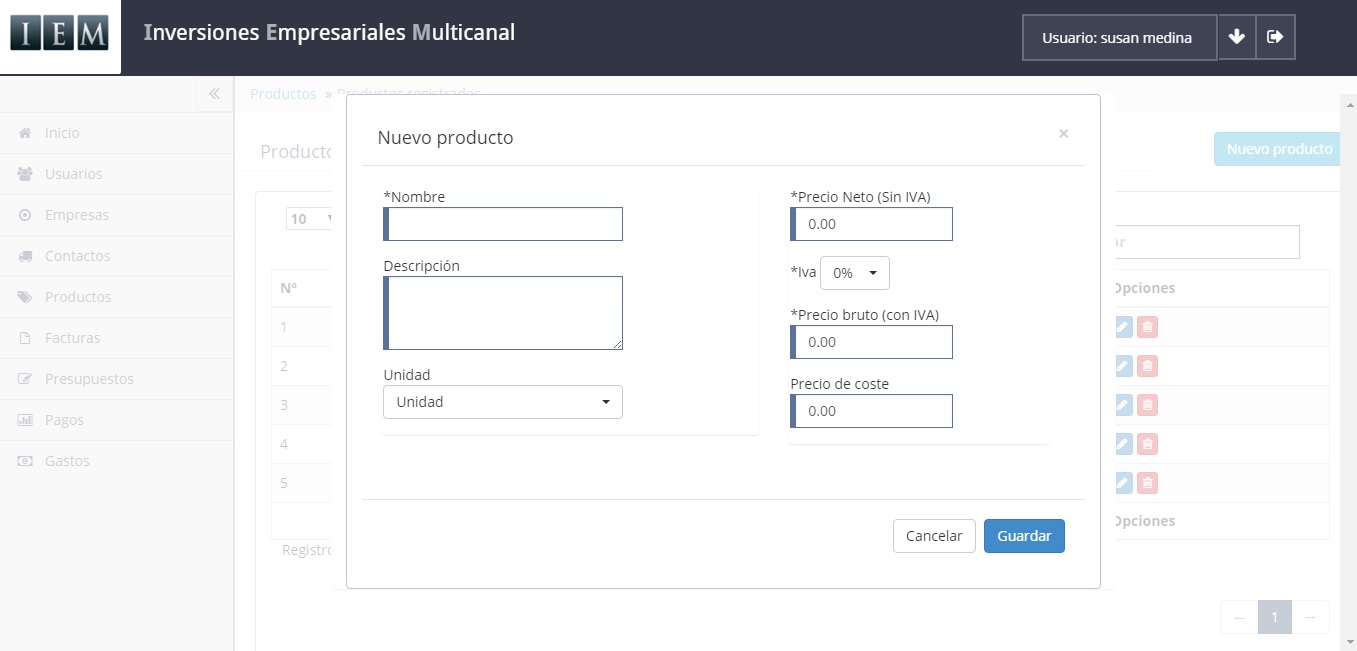 IEM
Inversiones Empresariales Multicanal
Usuario: susan medina
Productos » Productos registrados
Inicio
Usuarios
Empresas
Contactos
Productos
Facturas
Presupuestos
Pagos
Gastos
Nuevo producto
10
Nº
Opciones
1
2
3
4
5
Opciones
1
Nuevo producto
×
*Nombre
Descripción
Unidad
Unidad
*Precio Neto (Sin IVA)
0.00
*Iva 0%
*Precio bruto (con IVA)
0.00
Precio de coste
0.00
Cancelar
Guardar